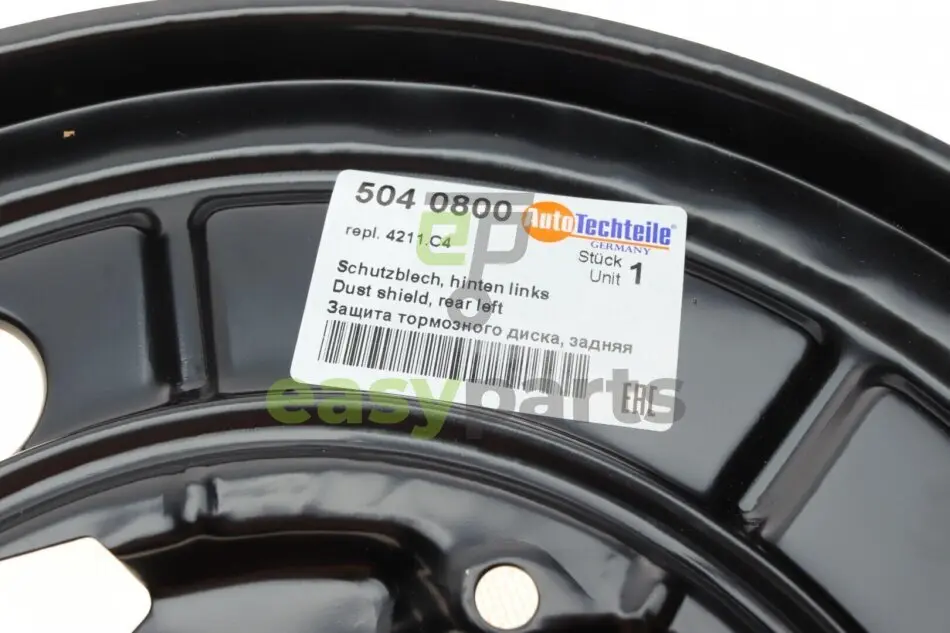 504 0800
AutoTechteile®
GERMANY
repl. 4211.C4
Stück
Unit 1
Schutzblech, hinten links
Dust shield, rear left
Защита тормозного диска, задняя
EAC
ep
easyparts